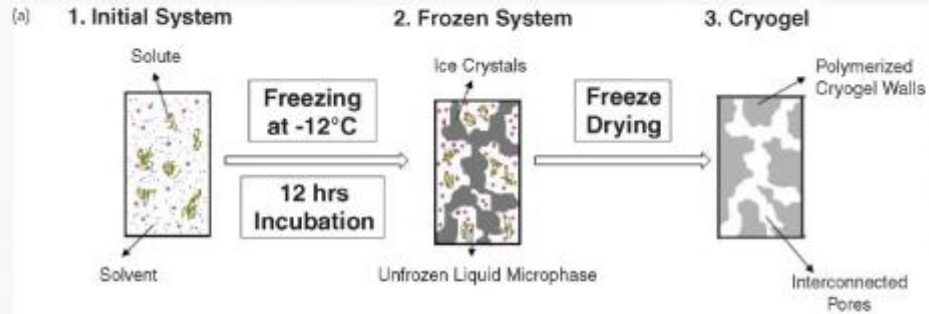 (a)
1. Initial System
2. Frozen System
3. Cryogel
Solute
Solvent
Freezing
at -12°C
12 hrs
Incubation
Ice Crystals
Unfrozen Liquid Microphase
Freeze
Drying
Polymerized
Cryogel Walls
Interconnected
Pores